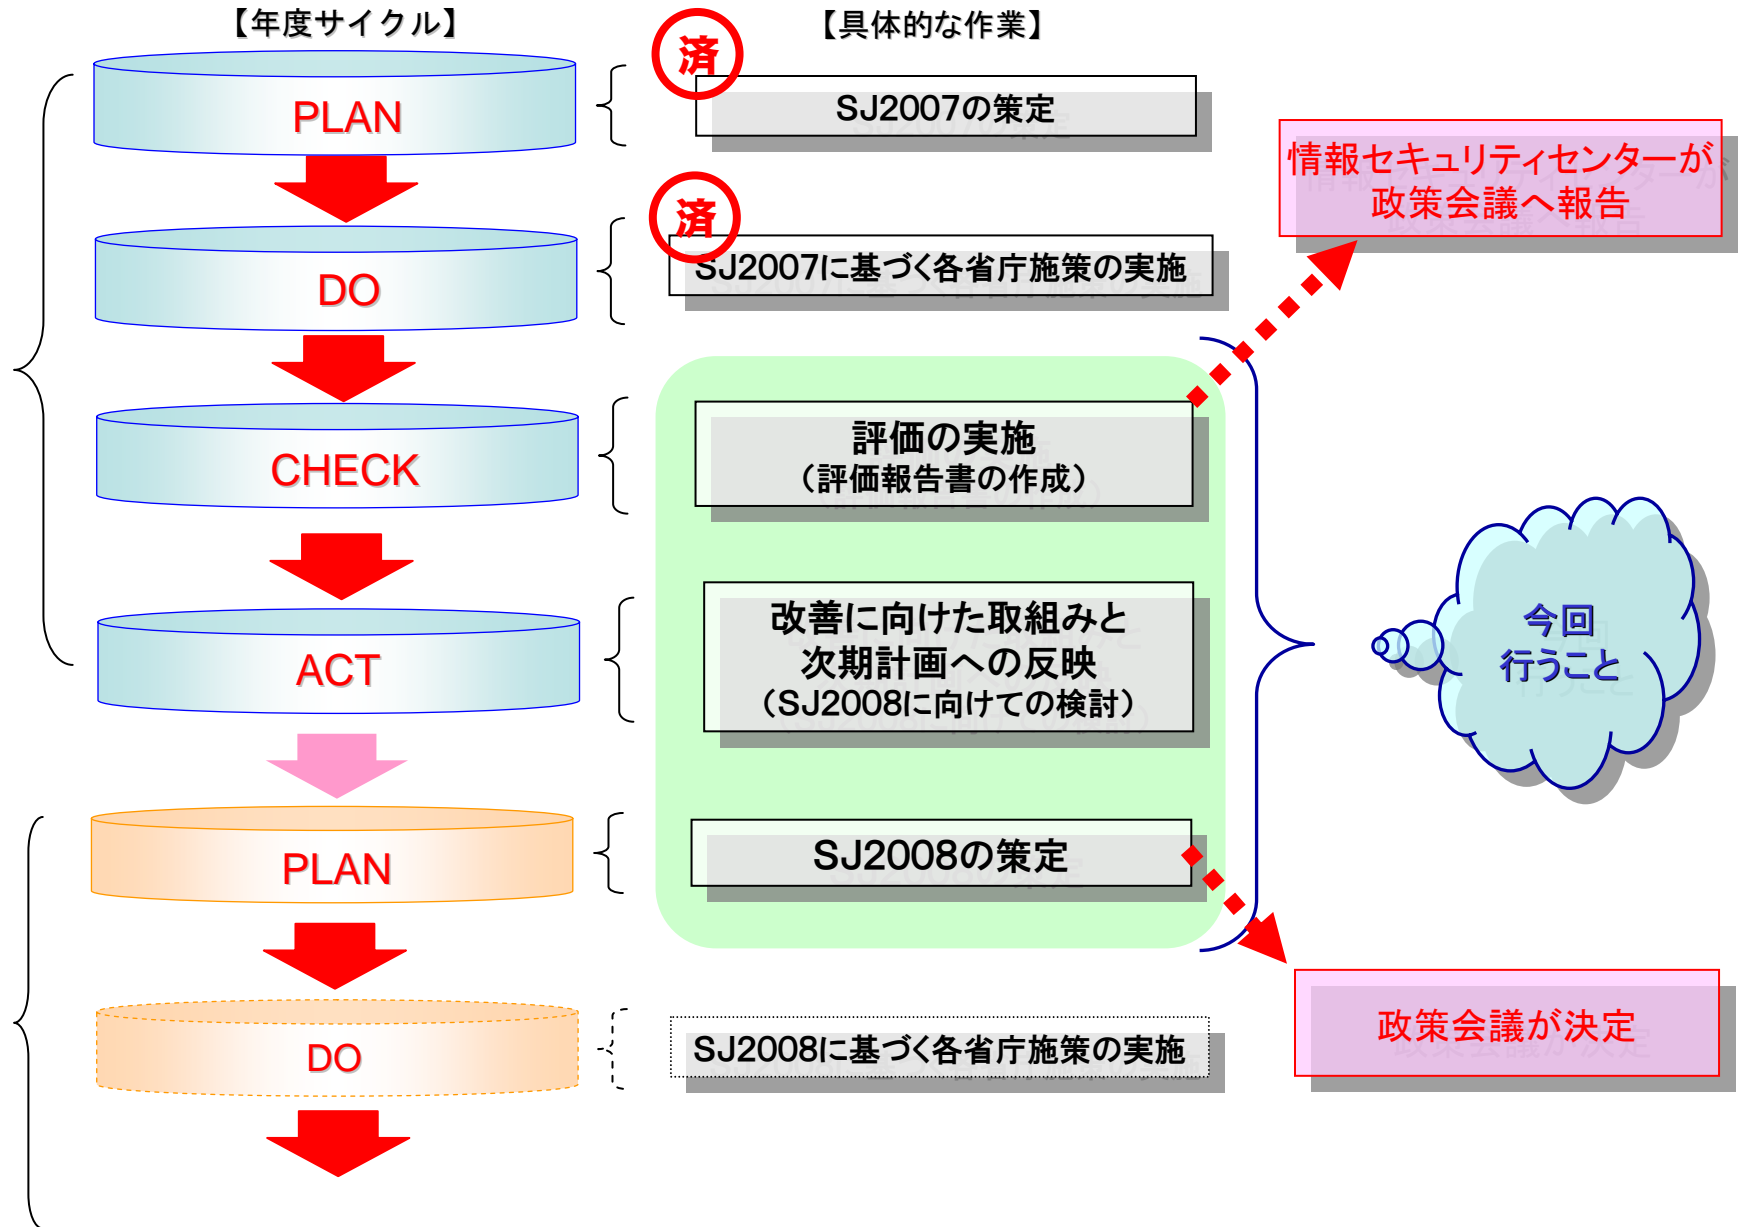 【年度サイクル】
【具体的な作業】
済
PLAN
SJ2007の策定
情報セキュリティセンターが
政策会議へ報告
済
DO
SJ2007に基づく各省庁施策の実施
CHECK
評価の実施
（評価報告書の作成）
ACT
改善に向けた取組みと
次期計画への反映
（SJ2008に向けての検討）
今回
行うこと
PLAN
SJ2008の策定
政策会議が決定
DO
SJ2008に基づく各省庁施策の実施